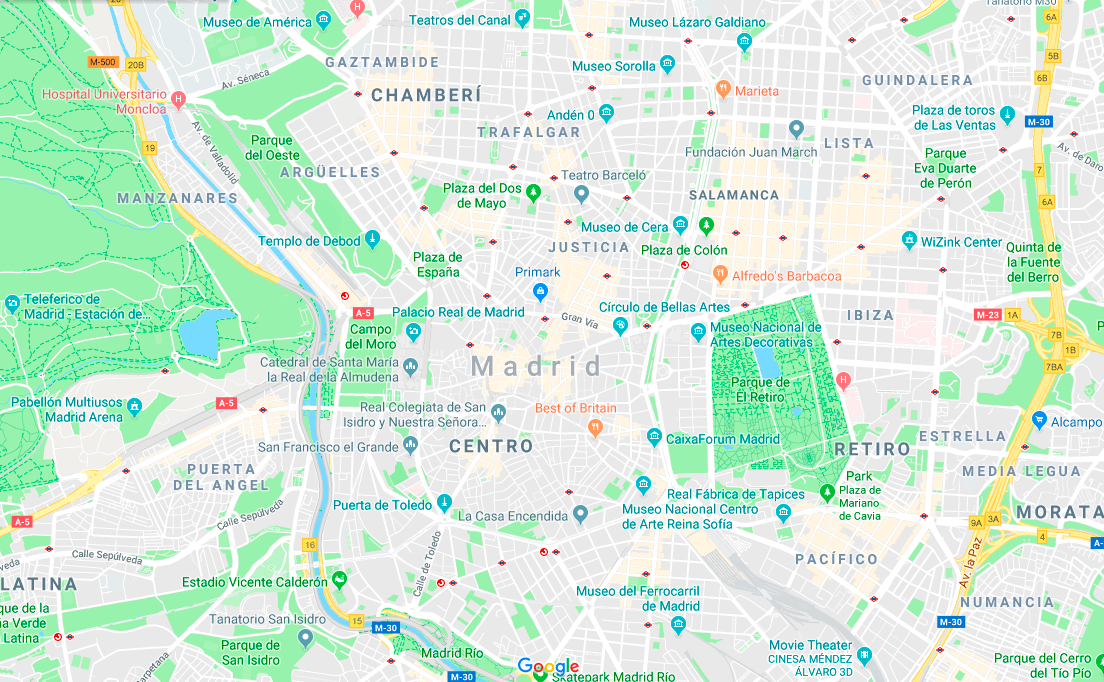 20
Museo de América
H
Teatros del Canal
Museo Lázaro Galdiano
Tanatorio M30
6A
M-500
20B
GAZTAMBIDE
Museo Sorolla
5B
Av. Séneca
GUINDALERA
6B
Hospital Universitario
Moncloa
H
CHAMBERÍ
Marieta
Andén 0
Plaza de toros
de Las Ventas
M-30
TRAFALGAR
Av. de Valladolid
19
Parque
del Oeste
Fundación Juan March
LISTA
Av. de Daro
ARGÜELLES
Teatro Barceló
Parque
Eva Duarte
de Perón
7
MANZANARES
Plaza del Dos
de Mayo
SALAMANCA
6A
Templo de Debod
Museo de Cera
JUSTICIA
Plaza de Colón
WiZink Center
Plaza de
España
Primark
Alfredo's Barbacoa
Quinta de
la Fuente
del Berro
Teleferico de
Madrid - Estación de...
A-5
Palacio Real de Madrid
Gran Vía
Círculo de Bellas Artes
IBIZA
M-23
1A
Campo
del Moro
Museo Nacional de
Artes Decorativas
7B
1B
7BA
Catedral de Santa María
la Real de la Almudena
Madrid
Parque de
El Retiro
H
Pabellón Multiusos
Madrid Arena
A-5
Real Colegiata de San
Isidro y Nuestra Señora...
Best of Britain
Alcampo
San Francisco el Grande
CENTRO
CaixaForum Madrid
RETIRO
ESTRELLA
PUERTA
DEL ANGEL
MEDIA LEGUA
Park
Plaza de
Mariano
de Cavia
Puerta de Toledo
La Casa Encendida
Real Fábrica de Tapices
Museo Nacional Centro
de Arte Reina Sofía
MORATA
A-5
Calle Sepúlveda
9A
3A
4
A-
16
Calle Sepúlveda
PACÍFICO
Av. la Paz
LATINA
Estadio Vicente Calderón
Calle de Toledo
Museo del Ferrocarril
de Madrid
NUMANCIA
que de la
ña Verde
Latina
Tanatorio San Isidro
15
M-30
M-30
Parque de
San Isidro
Madrid Río
Movie Theater
CINESA MÉNDEZ
ÁLVARO 3D
Parque del Cerro
del Tío Pío
Google
M-30
Skatepark Madrid Río